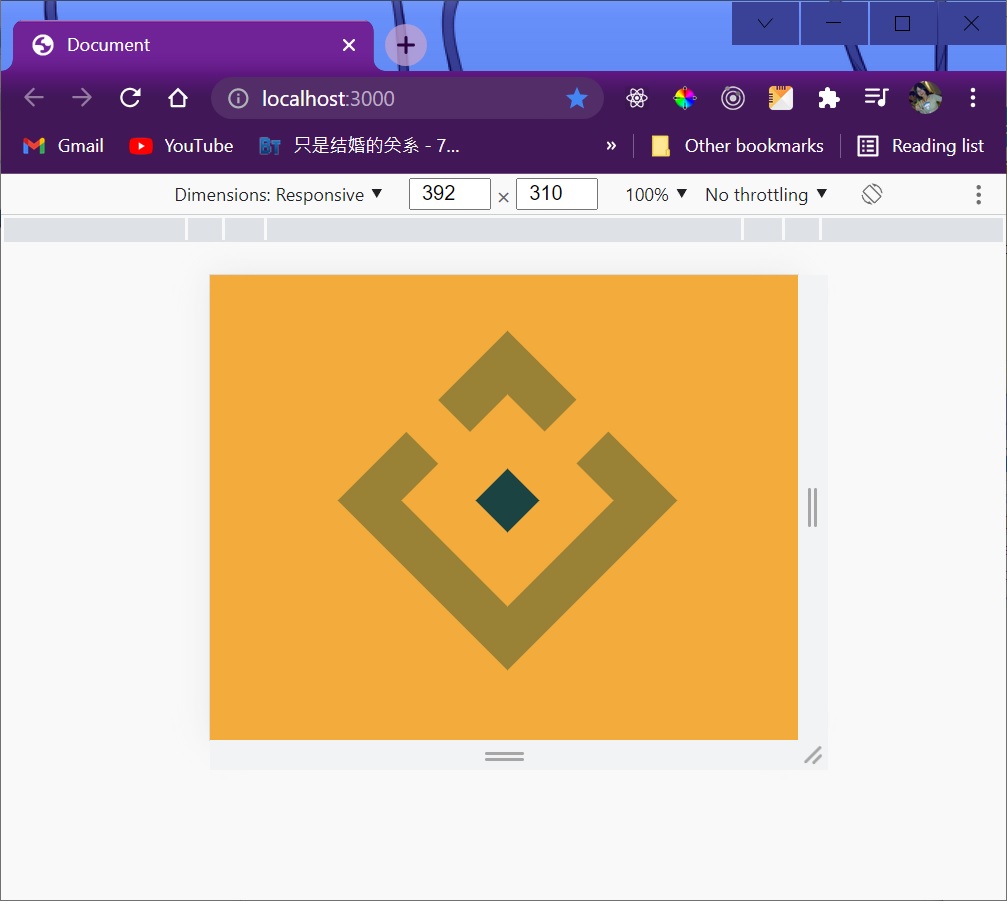 Document
localhost:3000
Gmail
YouTube
BT 只是结婚的关系 - 7...
»
Other bookmarks
Reading list
Dimensions: Responsive ▼ 392 × 310 100% ▼ No throttling ▼